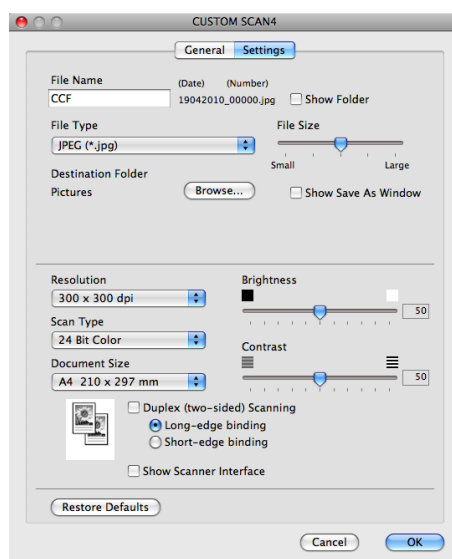 CUSTOM SCAN4
General Settings
File Name
(Date) (Number)
CCF
19042010_00000.jpg
Show Folder
File Type
File Size
JPEG (*.jpg)
Small Large
Destination Folder
Pictures
Browse...
Show Save As Window
Resolution
Brightness
300 x 300 dpi
50
Scan Type
24 Bit Color
Contrast
Document Size
A4 210 x 297 mm
50
Duplex (two-sided) Scanning
Long-edge binding
Short-edge binding
Show Scanner Interface
Restore Defaults
Cancel OK